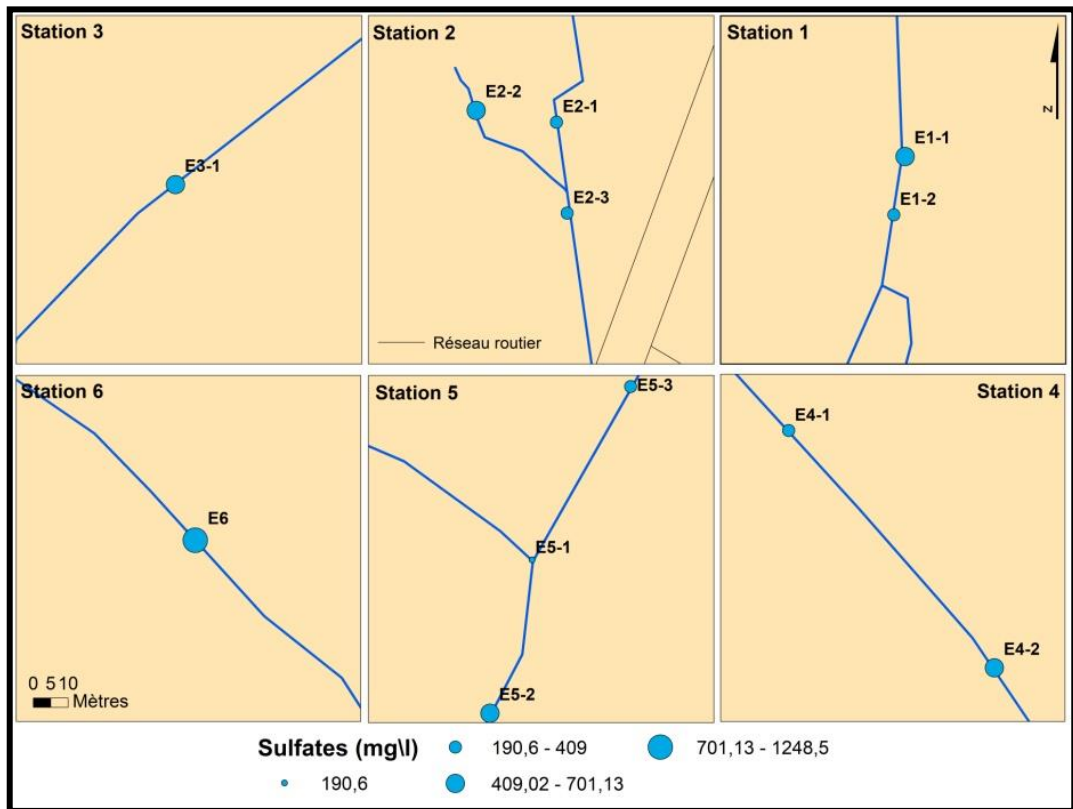 Station 3
E3-1
Station 2
E2-2
E2-1
E2-3
Réseau routier
Station 1
N
E1-1
E1-2
Station 6
E6
0 510
Mètres
Station 5
E5-3
E5-1
E5-2
Station 4
E4-1
E4-2
Sulfates (mg\l)
190,6
190,6 - 409
409,02 - 701,13
701,13 - 1248,5